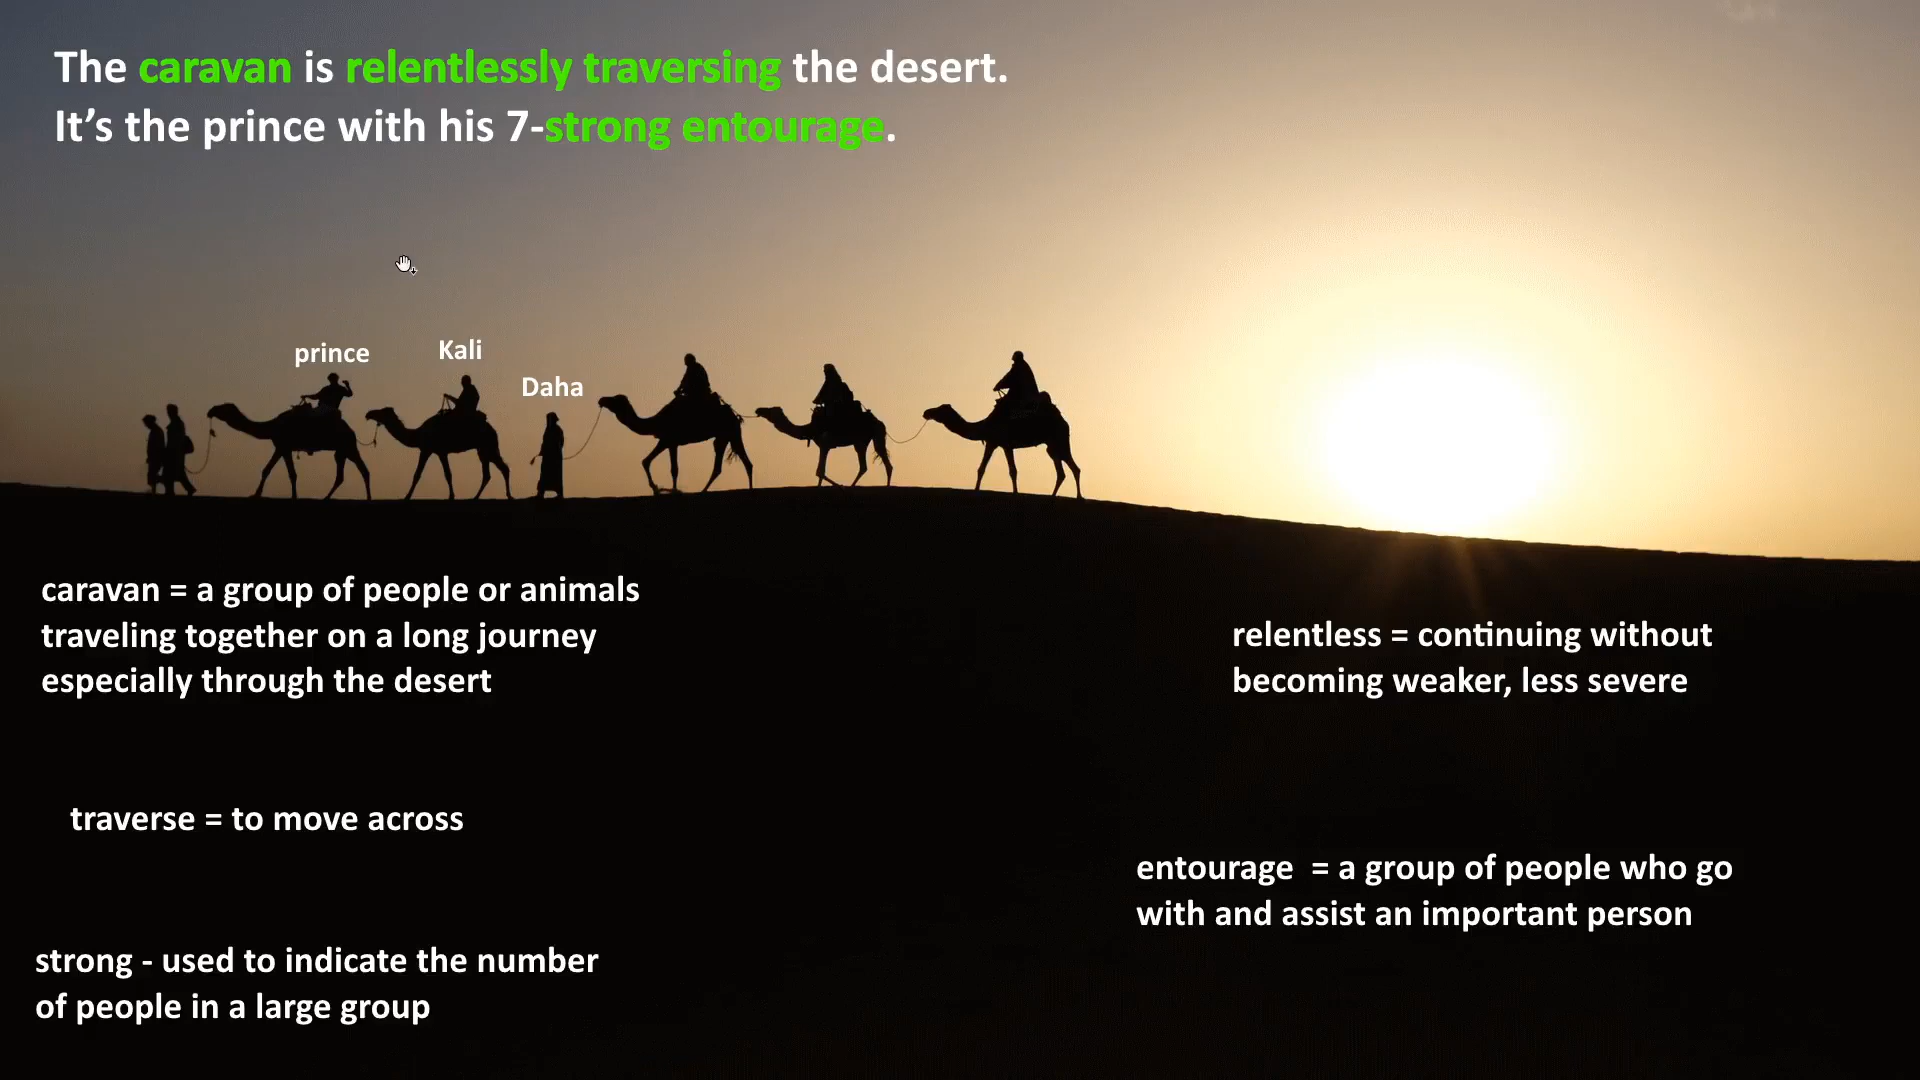 The caravan is relentlessly traversing the desert.
It’s the prince with his 7-strong entourage.
prince
Kali
Daha
caravan = a group of people or animals
traveling together on a long journey
especially through the desert
relentless = continuing without
becoming weaker, less severe
traverse = to move across
entourage  = a group of people who go
with and assist an important person
strong - used to indicate the number
of people in a large group